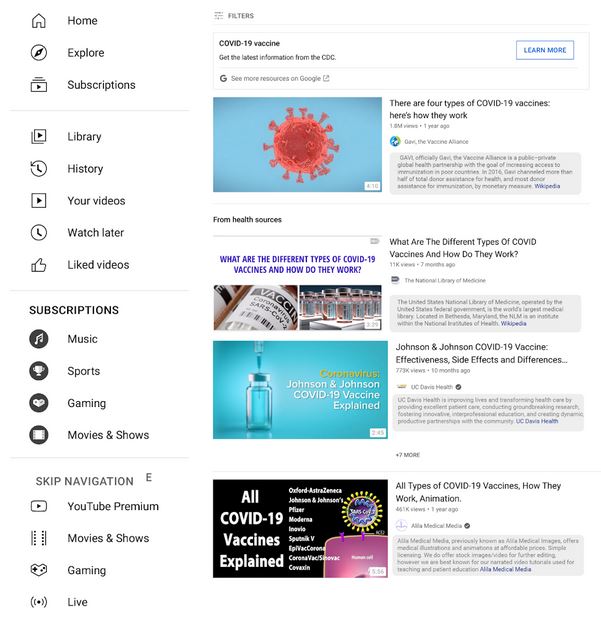 Home
Explore
Subscriptions
Library
History
Your videos
Watch later
Liked videos
SUBSCRIPTIONS
Music
Sports
Gaming
Movies & Shows
SKIP NAVIGATION E
YouTube Premium
Movies & Shows
Gaming
Live
FILTERS
COVID-19 vaccine
Get the latest information from the CDC.
LEARN MORE
See more resources on Google
4:10
There are four types of COVID-19 vaccines:
here's how they work
1.8M views • 1 year ago
Gavi, the Vaccine Alliance
GAVI, officially Gavi, the Vaccine Alliance is a public–private
global health partnership with the goal of increasing access to
immunization in poor countries. In 2016, Gavi channeled more than
half of total donor assistance for health, and most donor
assistance for immunization, by monetary measure. Wikipedia
From health sources
WHAT ARE THE DIFFERENT TYPES OF COVID-19
VACCINES AND HOW DO THEY WORK?
VACCIN
Coronavirus
SARS-CoV-2
3:29
What Are The Different Types Of COVID
Vaccines And How Do They Work?
11K views • 7 months ago
The National Library of Medicine
The United States National Library of Medicine, operated by the
United States federal government, is the world's largest medical
library. Located in Bethesda, Maryland, the NLM is an institute
within the National Institutes of Health. Wikipedia
Coronavirus:
Johnson & Johnson
COVID-19 Vaccine
Explained
2:45
Johnson & Johnson COVID-19 Vaccine:
Effectiveness, Side Effects and Differences...
773K views • 10 months ago
UC Davis Health
UC Davis Health is improving lives and transforming health care by
providing excellent patient care, conducting groundbreaking research,
fostering innovative, interprofessional education, and creating dynamic,
productive partnerships with the community. UC Davis Health
+7 MORE
All
COVID-19
Vaccines
Explained
Oxford-AstraZeneca
Johnson & Johnson's
Pfizer
Moderna
Inovio
Sputnik V
EpiVacCorona
CoronaVac/Sinovac
Covaxin
SARS-CoV-2
ACE2
Human cell
5:56
All Types of COVID-19 Vaccines, How They
Work, Animation.
461K views • 1 year ago
Alila Medical Media
Alila Medical Media, previously known as Alila Medical Images, offers
medical illustrations and animations at affordable prices. Simple
licensing. We do offer stock images/video for further editing,
however we are best known for our narrated video tutorials used for
teaching and patient education Alila Medical Media